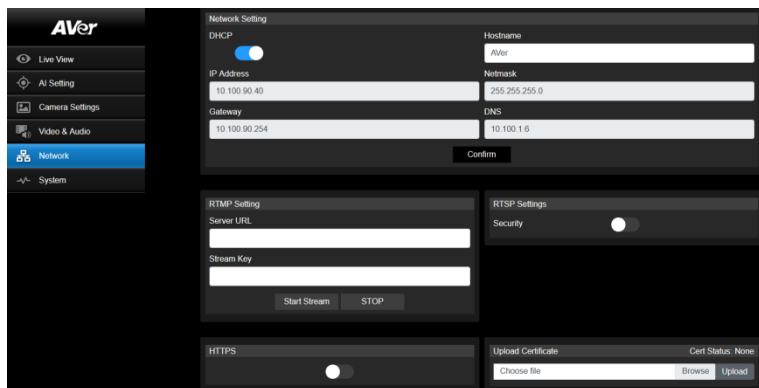 AVer
Live View
AI Setting
Camera Settings
Video & Audio
Network
System
Network Setting
DHCP
Hostname
AVer
IP Address
Netmask
10.100.90.40
255.255.255.0
Gateway
DNS
10.100.90.254
10.100.1.6
Confirm
RTMP Setting
Server URL
Stream Key
Start Stream
STOP
RTSP Settings
Security
HTTPS
Upload Certificate
Cert Status: None
Choose file
Browse
Upload